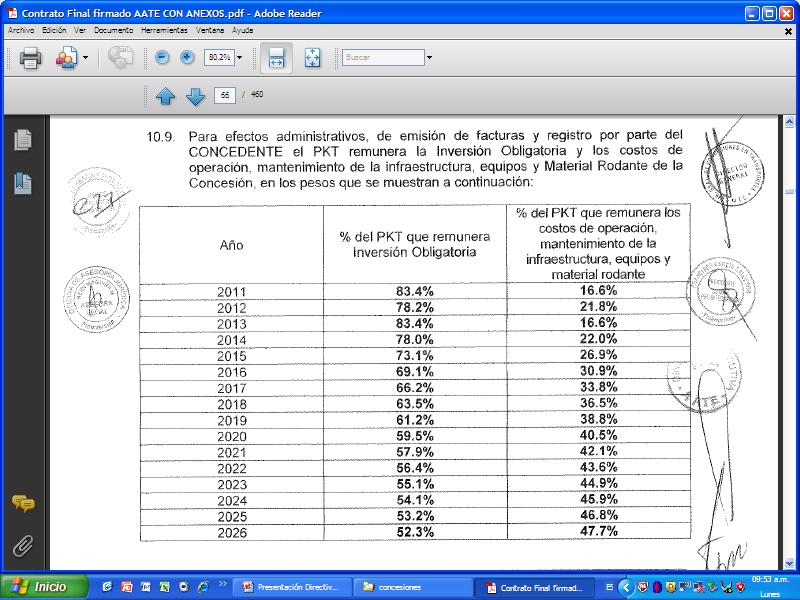 Contrato Final firmado AATE CON ANEXOS.pdf - Adobe Reader
Archivo Edición Ver Documento Herramientas Ventana Ayuda
80.2% Buscar
66 / 460
10.9. Para efectos administrativos, de emisión de facturas y registro por parte del
CONCEDENTE el PKT remunera la Inversión Obligatoria y los costos de
operación, mantenimiento de la infraestructura, equipos y Material Rodante de la
Concesión, en los pesos que se muestran a continuación:
Año
% del PKT que remunera
Inversión Obligatoria
% del PKT que remunera los
costos de operación,
mantenimiento de la
infraestructura, equipos y
material rodante
2011 83.4% 16.6%
2012 78.2% 21.8%
2013 83.4% 16.6%
2014 78.0% 22.0%
2015 73.1% 26.9%
2016 69.1% 30.9%
2017 66.2% 33.8%
2018 63.5% 36.5%
2019 61.2% 38.8%
2020 59.5% 40.5%
2021 57.9% 42.1%
2022 56.4% 43.6%
2023 55.1% 44.9%
2024 54.1% 45.9%
2025 53.2% 46.8%
2026 52.3% 47.7%
DIRECTOR
GENERAL
ASESORA
LEGAL
AATE
Inicio
Presentación Directiv...
concesiones
Contrato Final firmad...
ES
09:53 a.m.
Lunes